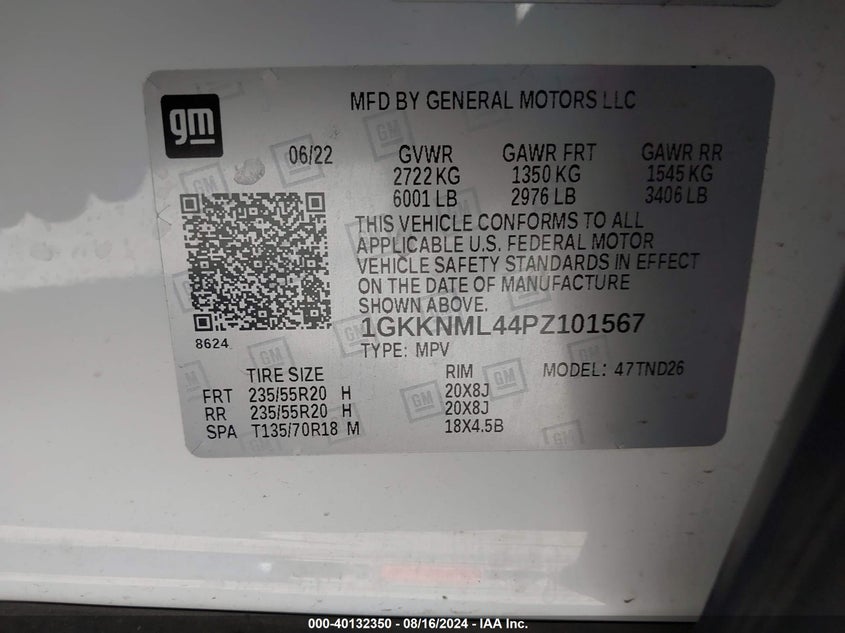 gm
MFD BY GENERAL MOTORS LLC
06/22 GVWR GAWR FRT GAWR RR
2722 KG 1350 KG 1545 KG
6001 LB 2976 LB 3406 LB
THIS VEHICLE CONFORMS TO ALL
APPLICABLE U.S. FEDERAL MOTOR
VEHICLE SAFETY STANDARDS IN EFFECT
ON THE DATE OF MANUFACTURE
SHOWN ABOVE.
1GKKNML44PZ101567
8624
TYPE: MPV
TIRE SIZE RIM MODEL: 47TND26
FRT 235/55R20 H 20X8J
RR 235/55R20 H 20X8J
SPA T135/70R18 M 18X4.5B
000-40132350 - 08/16/2024 - IAA Inc.